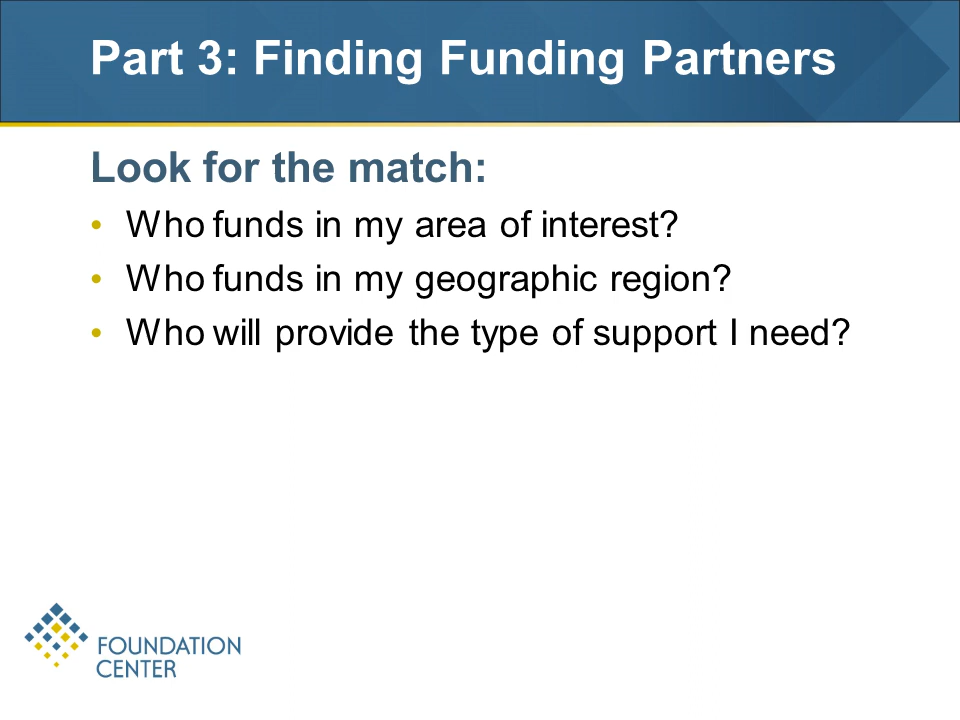 Part 3: Finding Funding Partners
Look for the match:
• Who funds in my area of interest?
• Who funds in my geographic region?
• Who will provide the type of support I need?
FOUNDATION
CENTER